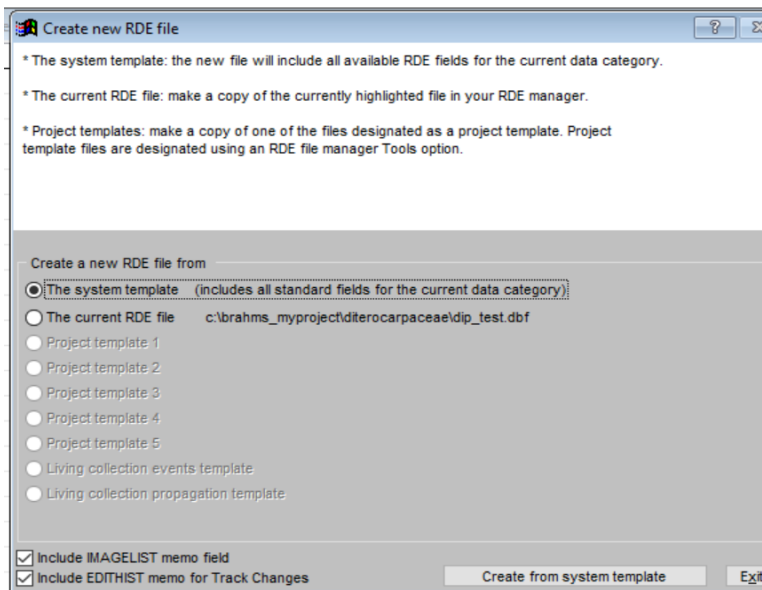 Create new RDE file
* The system template: the new file will include all available RDE fields for the current data category.
* The current RDE file: make a copy of the currently highlighted file in your RDE manager.
* Project templates: make a copy of one of the files designated as a project template. Project
template files are designated using an RDE file manager Tools option.
Create a new RDE file from
The system template (includes all standard fields for the current data category)
The current RDE file c:\brahms_myproject\diterocarpaceae\dip_test.dbf
Project template 1
Project template 2
Project template 3
Project template 4
Project template 5
Living collection events template
Living collection propagation template
Include IMAGELIST memo field
Include EDITHIST memo for Track Changes
Create from system template
Exit